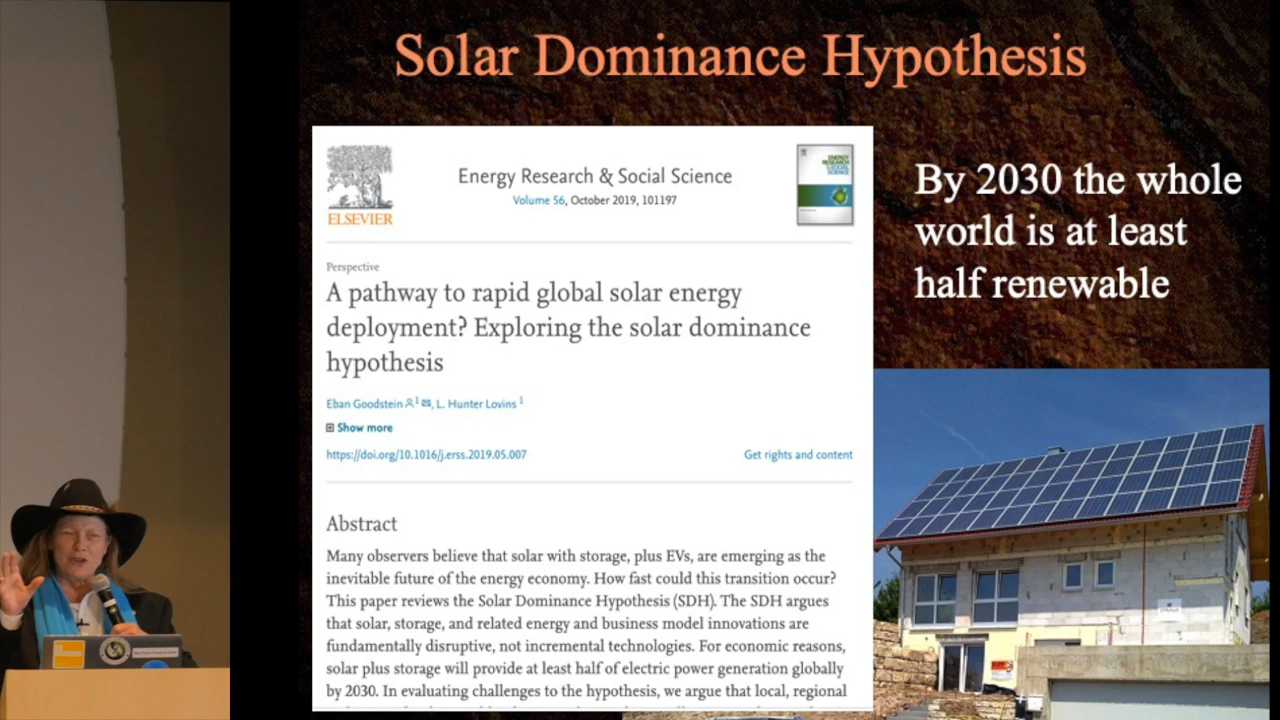 Solar Dominance Hypothesis
ELSEVIER
Energy Research & Social Science
Volume 56, October 2019, 101197
ENERGY
RESEARCH
& SOCIAL
SCIENCE
Perspective
A pathway to rapid global solar energy
deployment? Exploring the solar dominance
hypothesis
Eban Goodstein 1, L. Hunter Lovins 1
Show more
https://doi.org/10.1016/j.erss.2019.05.007
Get rights and content
Abstract
Many observers believe that solar with storage, plus EVs, are emerging as the
inevitable future of the energy economy. How fast could this transition occur?
This paper reviews the Solar Dominance Hypothesis (SDH). The SDH argues
that solar, storage, and related energy and business model innovations are
fundamentally disruptive, not incremental technologies. For economic reasons,
solar plus storage will provide at least half of electric power generation globally
by 2030. In evaluating challenges to the hypothesis, we argue that local, regional
By 2030 the whole
world is at least
half renewable